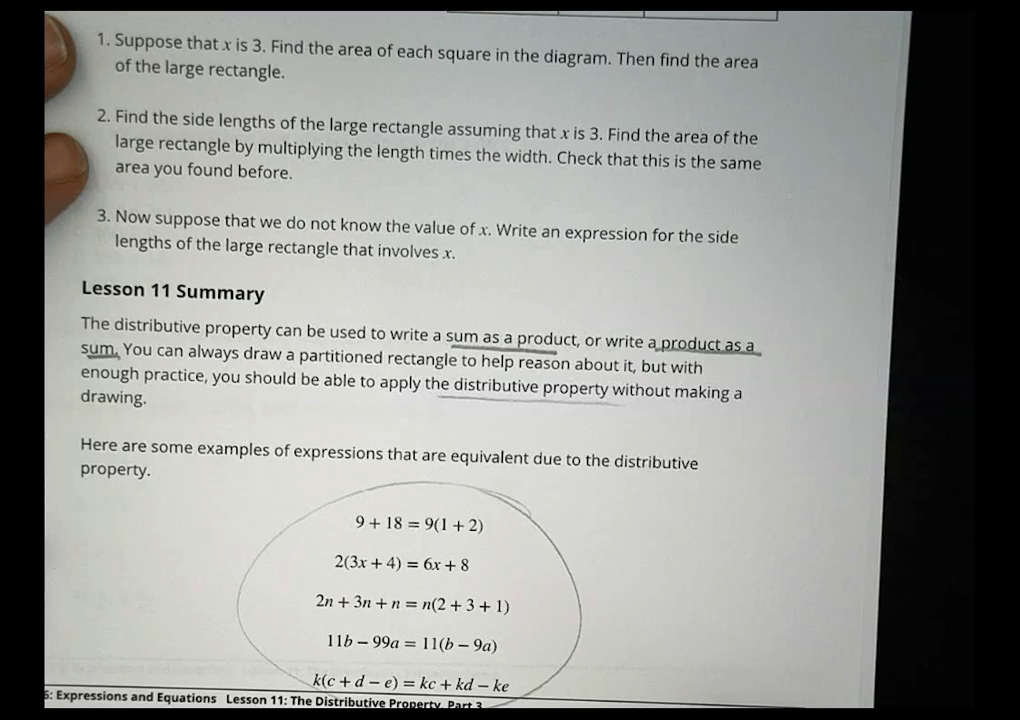 1. Suppose that x is 3. Find the area of each square in the diagram. Then find the area
of the large rectangle.
2. Find the side lengths of the large rectangle assuming that x is 3. Find the area of the
large rectangle by multiplying the length times the width. Check that this is the same
area you found before.
3. Now suppose that we do not know the value of x. Write an expression for the side
lengths of the large rectangle that involves x.
Lesson 11 Summary
The distributive property can be used to write a sum as a product, or write a product as a
sum. You can always draw a partitioned rectangle to help reason about it, but with
enough practice, you should be able to apply the distributive property without making a
drawing.
Here are some examples of expressions that are equivalent due to the distributive
property.
9 + 18 = 9(1 + 2)
2(3x + 4) = 6x + 8
2n + 3n + n = n(2 + 3 + 1)
11b – 99a = 11(b – 9a)
k(c + d – e) = kc + kd – ke
6: Expressions and Equations Lesson 11: The Distributive Property, Part 3